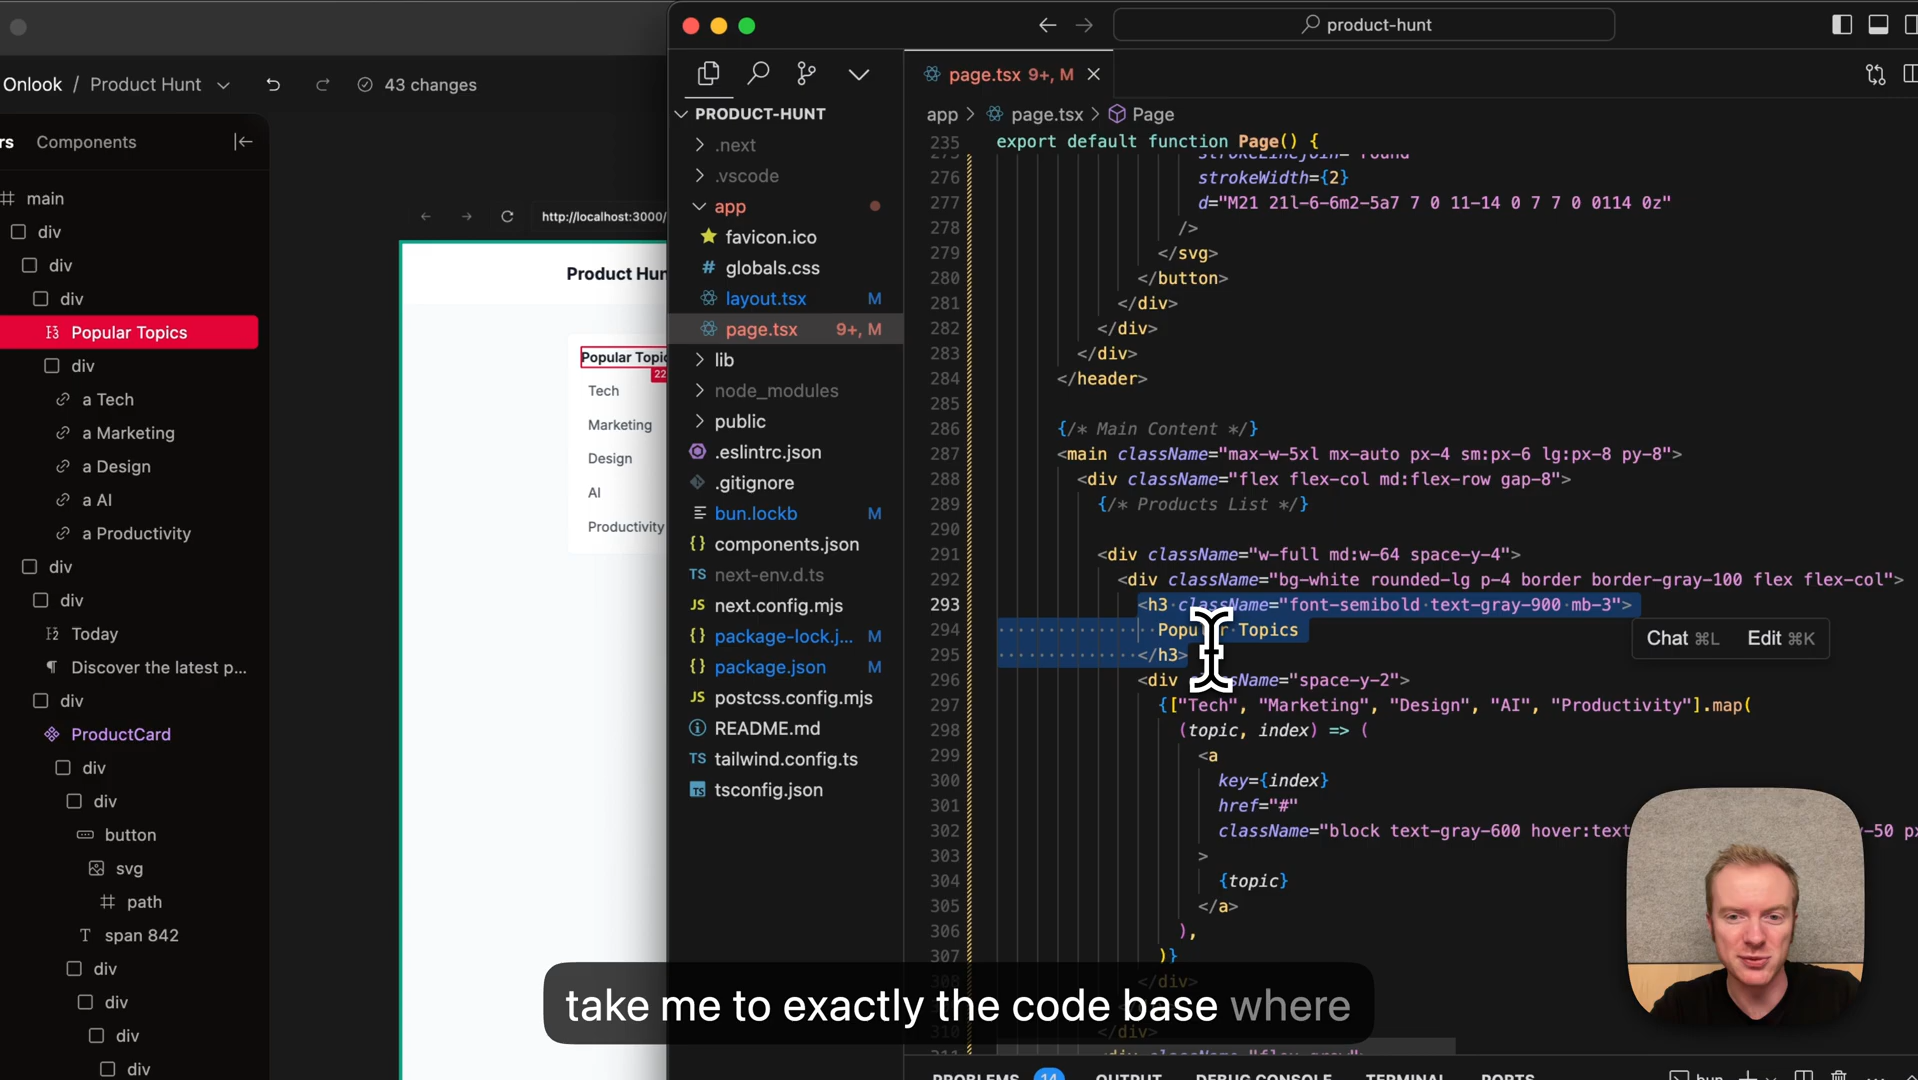 Onlook / Product Hunt
43 changes
rs Components
main
div
div
div
Popular Topics
div
a Tech
a Marketing
a Design
a AI
a Productivity
div
div
Today
Discover the latest p...
div
ProductCard
div
div
button
svg
path
span 842
div
div
div
div
http://localhost:3000/
Product Hun
Popular Topic
22
Tech
Marketing
Design
AI
Productivity
product-hunt
PRODUCT-HUNT
.next
.vscode
app
favicon.ico
globals.css
layout.tsx M
page.tsx 9+, M
lib
node_modules
public
.eslintrc.json
.gitignore
bun.lockb M
components.json
next-env.d.ts
next.config.mjs
package-lock.j... M
package.json M
postcss.config.mjs
README.md
tailwind.config.ts
tsconfig.json
page.tsx 9+, M
app > page.tsx > Page
235 export default function Page() {
276 strokeWidth={2}
277 d="M21 21l-6-6m2-5a7 7 0 11-14 0 7 7 0 0114 0z"
278 />
279 </svg>
280 </button>
281 </div>
282 </div>
283 </div>
284 </header>
285
286 {/* Main Content */}
287 <main className="max-w-5xl mx-auto px-4 sm:px-6 lg:px-8 py-8">
288 <div className="flex flex-col md:flex-row gap-8">
289 {/* Products List */}
290
291 <div className="w-full md:w-64 space-y-4">
292 <div className="bg-white rounded-lg p-4 border border-gray-100 flex flex-col">
293 <h3 className="font-semibold text-gray-900 mb-3">
294 Popular Topics
295 </h3>
Chat ⌘L Edit ⌘K
296 <div className="space-y-2">
297 {["Tech", "Marketing", "Design", "AI", "Productivity"].map(
298 (topic, index) => (
299 <a
300 key={index}
301 href="#"
302 className="block text-gray-600 hover:text -50 px
303 >
304 {topic}
305 </a>
306 ),
307 )}
</div>
310 </div>
take me to exactly the code base where
PROBLEMS 14 OUTPUT DEBUG CONSOLE TERMINAL PORTS
bun